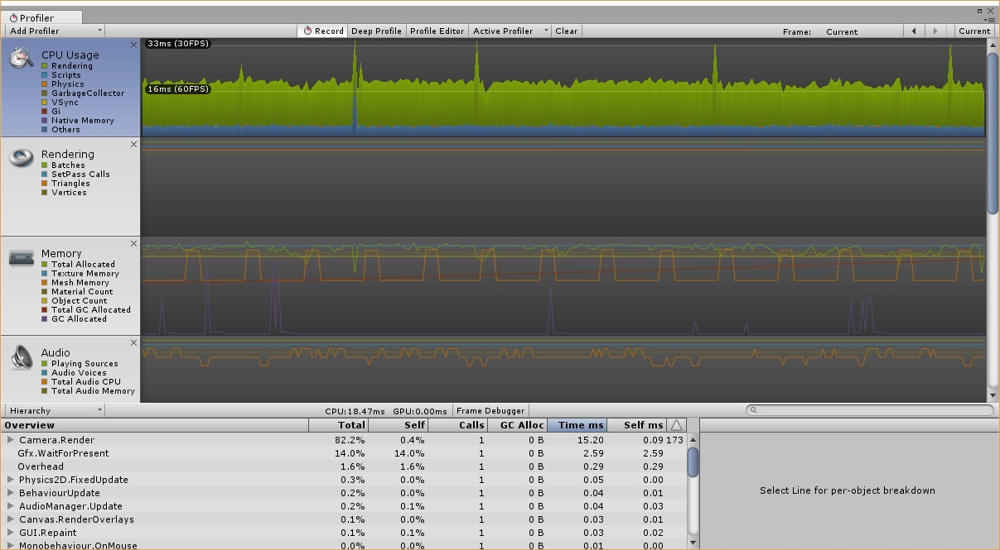 Profiler
Add Profiler
Record
Deep Profile
Profile Editor
Active Profiler
Clear
Frame:
Current
Current
CPU Usage
Rendering
Scripts
Physics
GarbageCollector
VSync
Gi
Native Memory
Others
33ms (30FPS)
16ms (60FPS)
Rendering
Batches
SetPass Calls
Triangles
Vertices
Memory
Total Allocated
Texture Memory
Mesh Memory
Material Count
Object Count
Total GC Allocated
GC Allocated
Audio
Playing Sources
Audio Voices
Total Audio CPU
Total Audio Memory
Hierarchy
CPU:18.47ms GPU:0.00ms
Frame Debugger
Overview Total Self Calls GC Alloc Time ms Self ms
Camera.Render 82.2% 0.4% 1 0 B 15.20 0.09 173
Gfx.WaitForPresent 14.0% 14.0% 1 0 B 2.59 2.59
Overhead 1.6% 1.6% 1 0 B 0.29 0.29
Physics2D.FixedUpdate 0.3% 0.0% 1 0 B 0.05 0.00
BehaviourUpdate 0.2% 0.0% 1 0 B 0.04 0.01
AudioManager.Update 0.2% 0.1% 1 0 B 0.04 0.03
Canvas.RenderOverlays 0.1% 0.0% 1 0 B 0.03 0.01
GUI.Repaint 0.1% 0.1% 1 0 B 0.03 0.02
Monobehaviour.OnMouse 0.0% 0.0% 1 0 B 0.01 0.00
Select Line for per-object breakdown